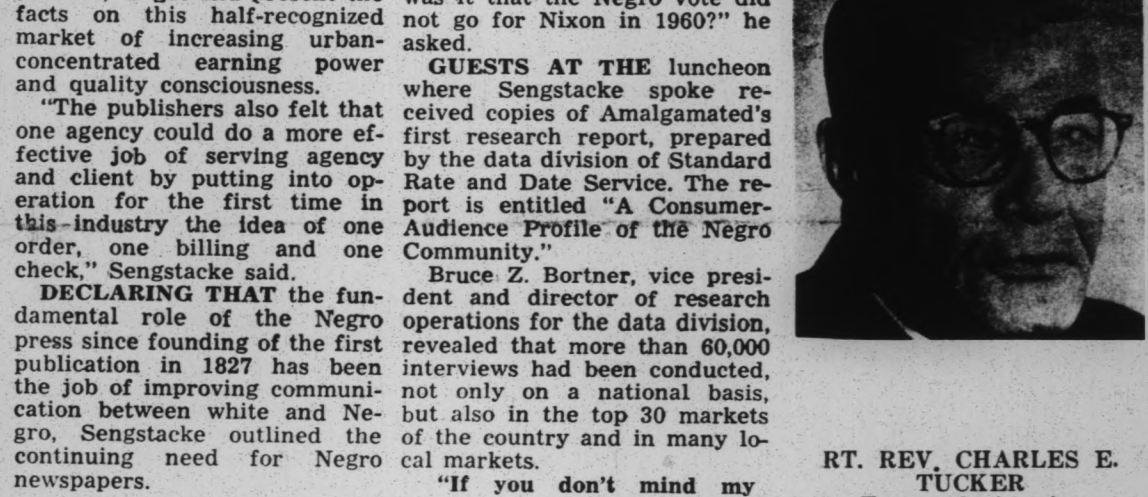 facts on this half-recognized
market of increasing urban-
concentrated earning power
and quality consciousness.
"The publishers also felt that
one agency could do a more ef-
fective job of serving agency
and client by putting into op-
eration for the first time in
this industry the idea of one
order, one billing and one
check," Sengstacke said.
DECLARING THAT the fun-
damental role of the Negro
press since founding of the first
publication in 1827 has been
the job of improving communi-
cation between white and Ne-
gro, Sengstacke outlined the
continuing need for Negro
newspapers.
was it that the Negro vote did
not go for Nixon in 1960?" he
asked.
GUESTS AT THE luncheon
where Sengstacke spoke re-
ceived copies of Amalgamated's
first research report, prepared
by the data division of Standard
Rate and Date Service. The re-
port is entitled "A Consumer-
Audience Profile of the Negro
Community."
Bruce Z. Bortner, vice presi-
dent and director of research
operations for the data division,
revealed that more than 60,000
interviews had been conducted,
not only on a national basis,
but also in the top 30 markets
of the country and in many lo-
cal markets.
"If you don't mind my
RT. REV. CHARLES E.
TUCKER